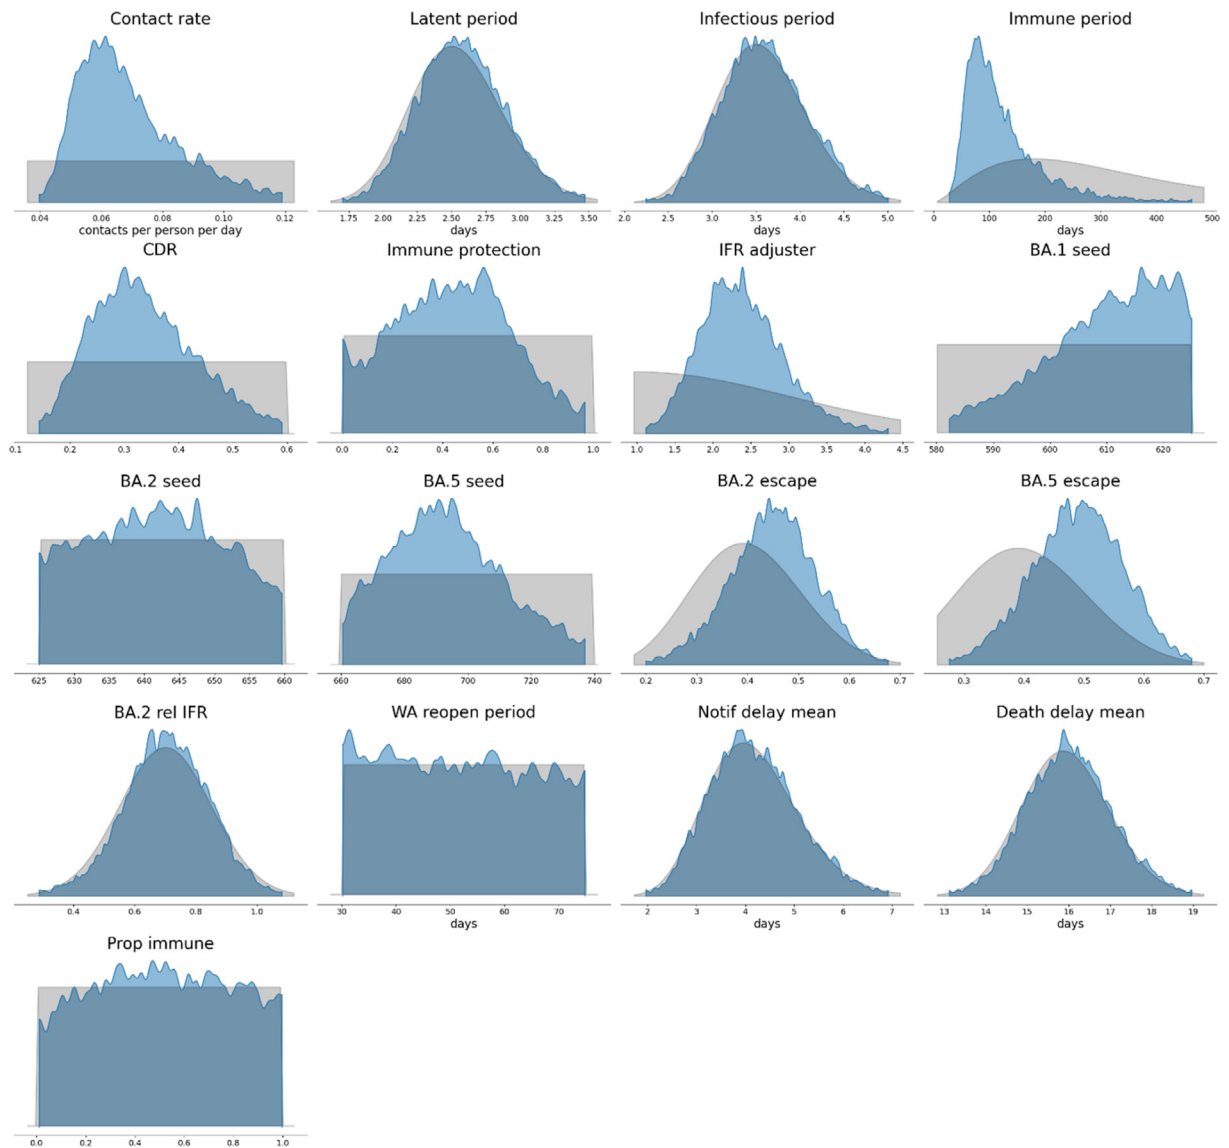 Contact rate
Latent period
Infectious period
Immune period
0.04 0.06 0.08 0.10 0.12
1.75 2.00 2.25 2.50 2.75 3.00 3.25 3.50
2.0 2.5 3.0 3.5 4.0 4.5 5.0
0 100 200 300 400 500
contacts per person per day
days
days
days
CDR
Immune protection
IFR adjuster
BA.1 seed
0.1 0.2 0.3 0.4 0.5 0.6
0.0 0.2 0.4 0.6 0.8 1.0
1.0 1.5 2.0 2.5 3.0 3.5 4.0 4.5
580 590 600 610 620
BA.2 seed
BA.5 seed
BA.2 escape
BA.5 escape
625 630 635 640 645 650 655 660
660 680 700 720 740
0.2 0.3 0.4 0.5 0.6 0.7
0.3 0.4 0.5 0.6 0.7
BA.2 rel IFR
WA reopen period
Notif delay mean
Death delay mean
0.4 0.6 0.8 1.0
30 40 50 60 70
2 3 4 5 6 7
13 14 15 16 17 18 19
days
days
days
Prop immune
0.0 0.2 0.4 0.6 0.8 1.0